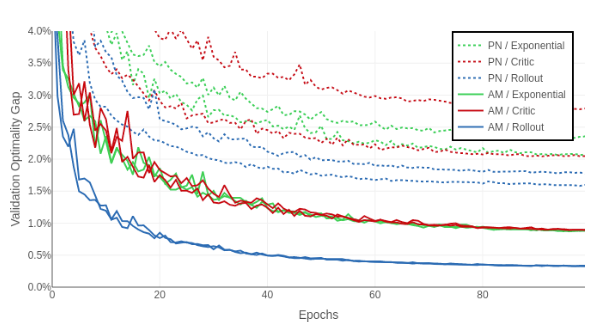 4.0%
3.5%
3.0%
2.5%
2.0%
1.5%
1.0%
0.5%
0.0%
Validation Optimality Gap
PN / Exponential
PN / Critic
PN / Rollout
AM / Exponential
AM / Critic
AM / Rollout
0 20 40 60 80
Epochs